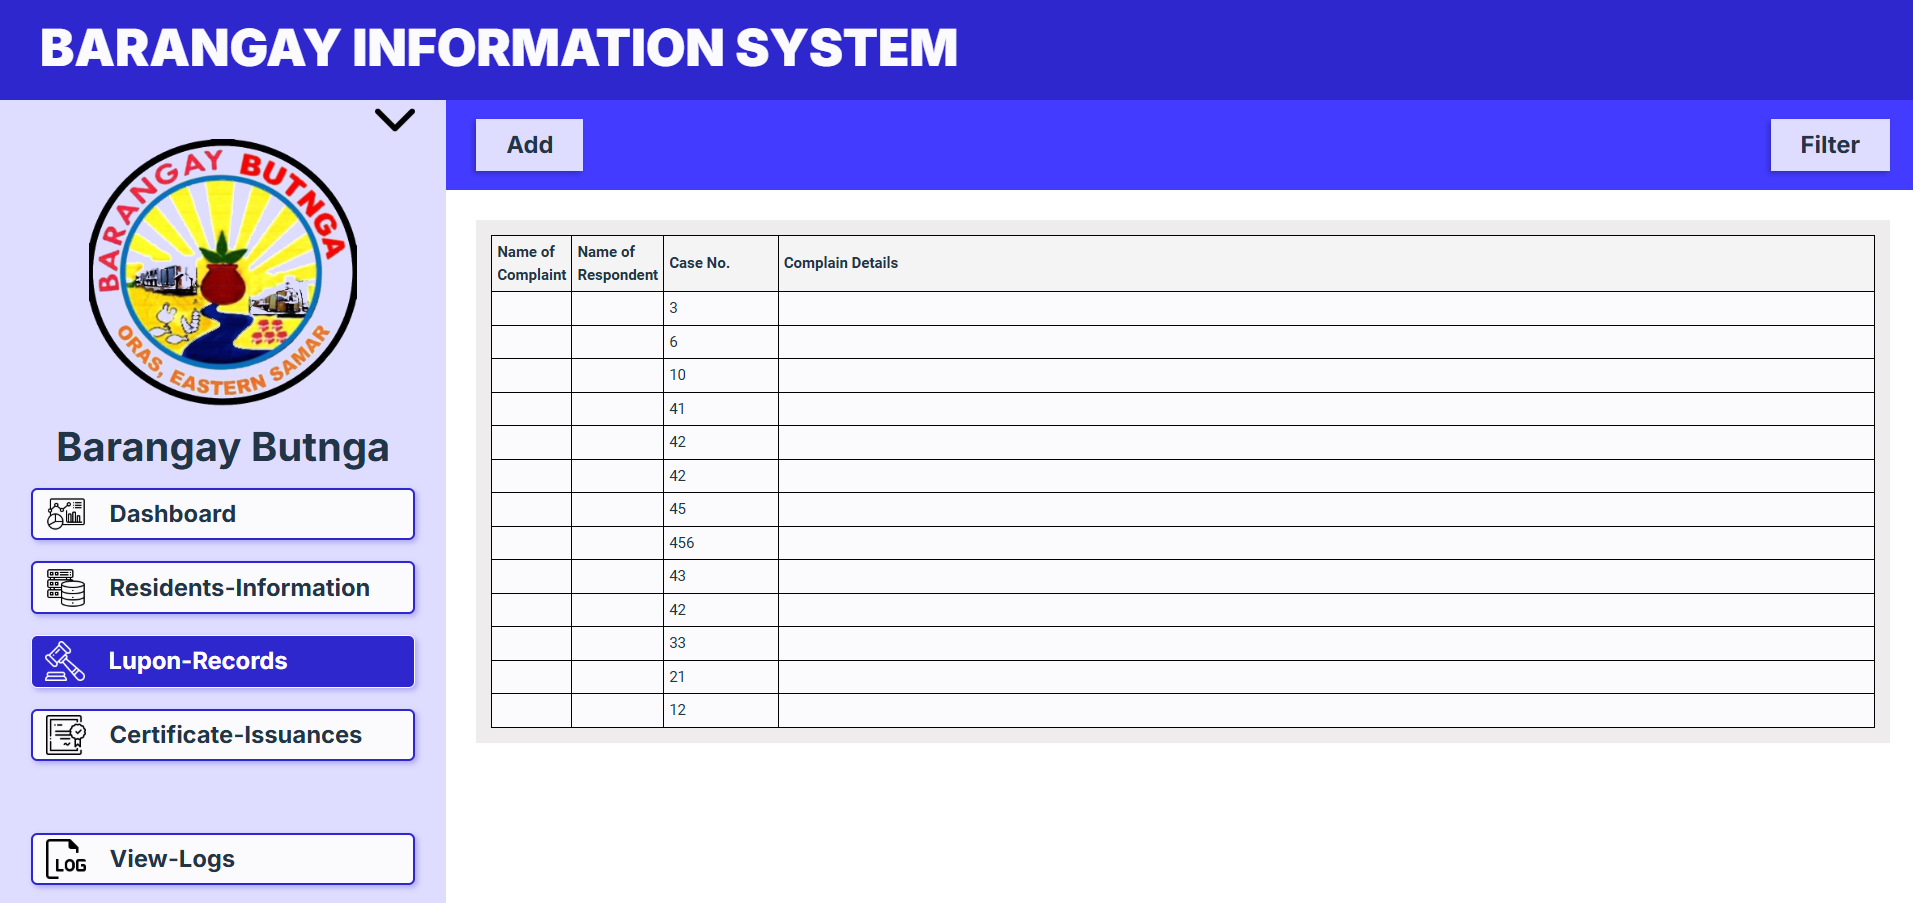 BARANGAY INFORMATION SYSTEM
BARANGAY BUTNGA
ORAS, EASTERN SAMAR
Barangay Butnga
Dashboard
Residents-Information
Lupon-Records
Certificate-Issuances
LOG View-Logs
Add
Filter
Name of Complaint Name of Respondent Case No. Complain Details
3
6
10
41
42
42
45
456
43
42
33
21
12